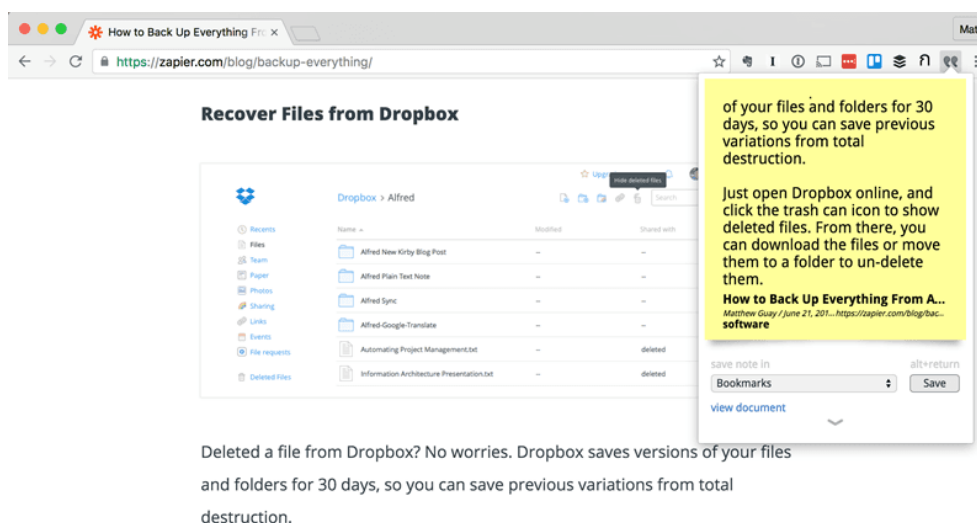 How to Back Up Everything Fro
Mat
https://zapier.com/blog/backup-everything/
Recover Files from Dropbox
Hide deleted files
Dropbox > Alfred
Search
Name
Modified
Shared with
Recents
Files
Team
Paper
Photos
Sharing
Links
Events
File requests
Deleted Files
Alfred New Kirby Blog Post – –
Alfred Plain Text Note – –
Alfred Sync – –
Alfred-Google-Translate – –
Automating Project Management.txt – deleted
Information Architecture Presentation.txt – deleted
of your files and folders for 30
days, so you can save previous
variations from total
destruction.
Just open Dropbox online, and
click the trash can icon to show
deleted files. From there, you
can download the files or move
them to a folder to un-delete
them.
How to Back Up Everything From A...
Matthew Guay / June 21, 201...https://zapier.com/blog/bac...
software
save note in
alt+return
Bookmarks
Save
view document
Deleted a file from Dropbox? No worries. Dropbox saves versions of your files
and folders for 30 days, so you can save previous variations from total
destruction.